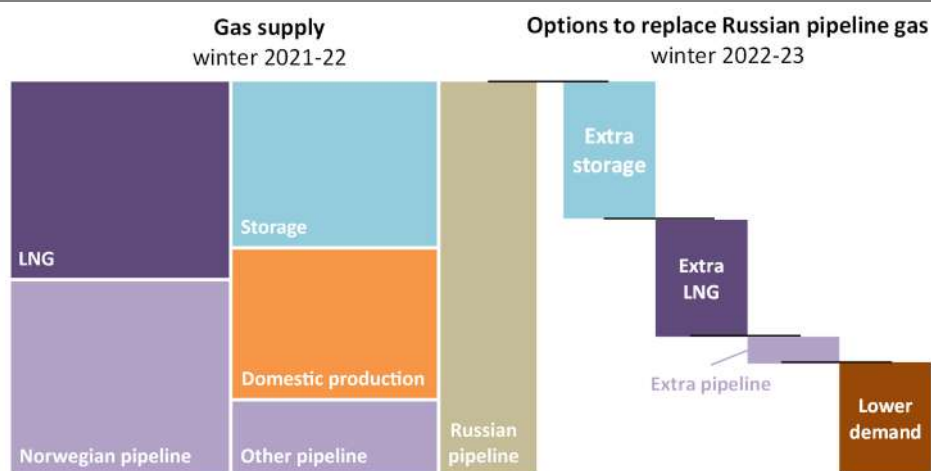 Gas supply
winter 2021-22
Options to replace Russian pipeline gas
winter 2022-23
LNG
Norwegian pipeline
Storage
Domestic production
Other pipeline
Russian
pipeline
Extra
storage
Extra
LNG
Extra pipeline
Lower
demand